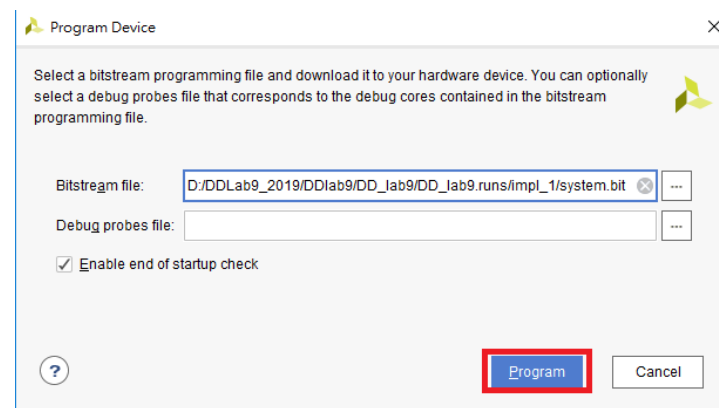 Program Device
Select a bitstream programming file and download it to your hardware device. You can optionally
select a debug probes file that corresponds to the debug cores contained in the bitstream
programming file.
Bitstream file: D:/DDLab9_2019/DDlab9/DD_lab9/DD_lab9.runs/impl_1/system.bit ...
Debug probes file: ...
Enable end of startup check
? Program Cancel